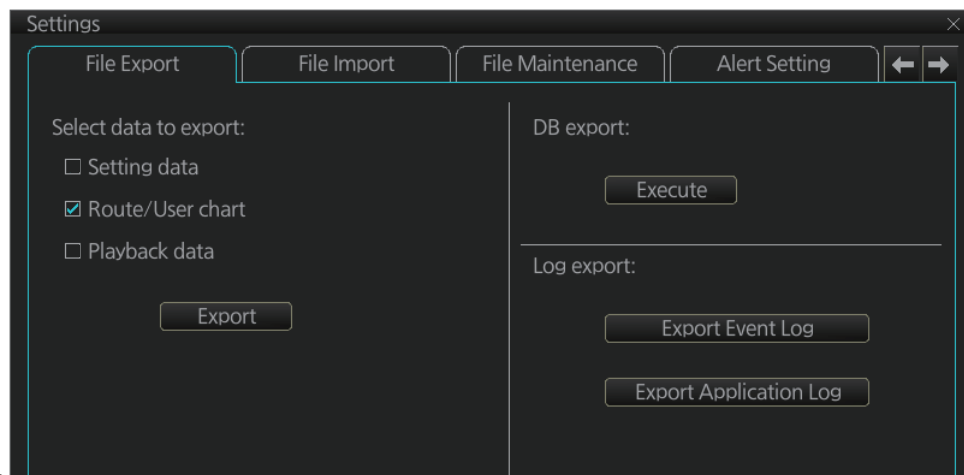 Settings
File Export
File Import
File Maintenance
Alert Setting
Select data to export:
Setting data
Route/User chart
Playback data
Export
DB export:
Execute
Log export:
Export Event Log
Export Application Log